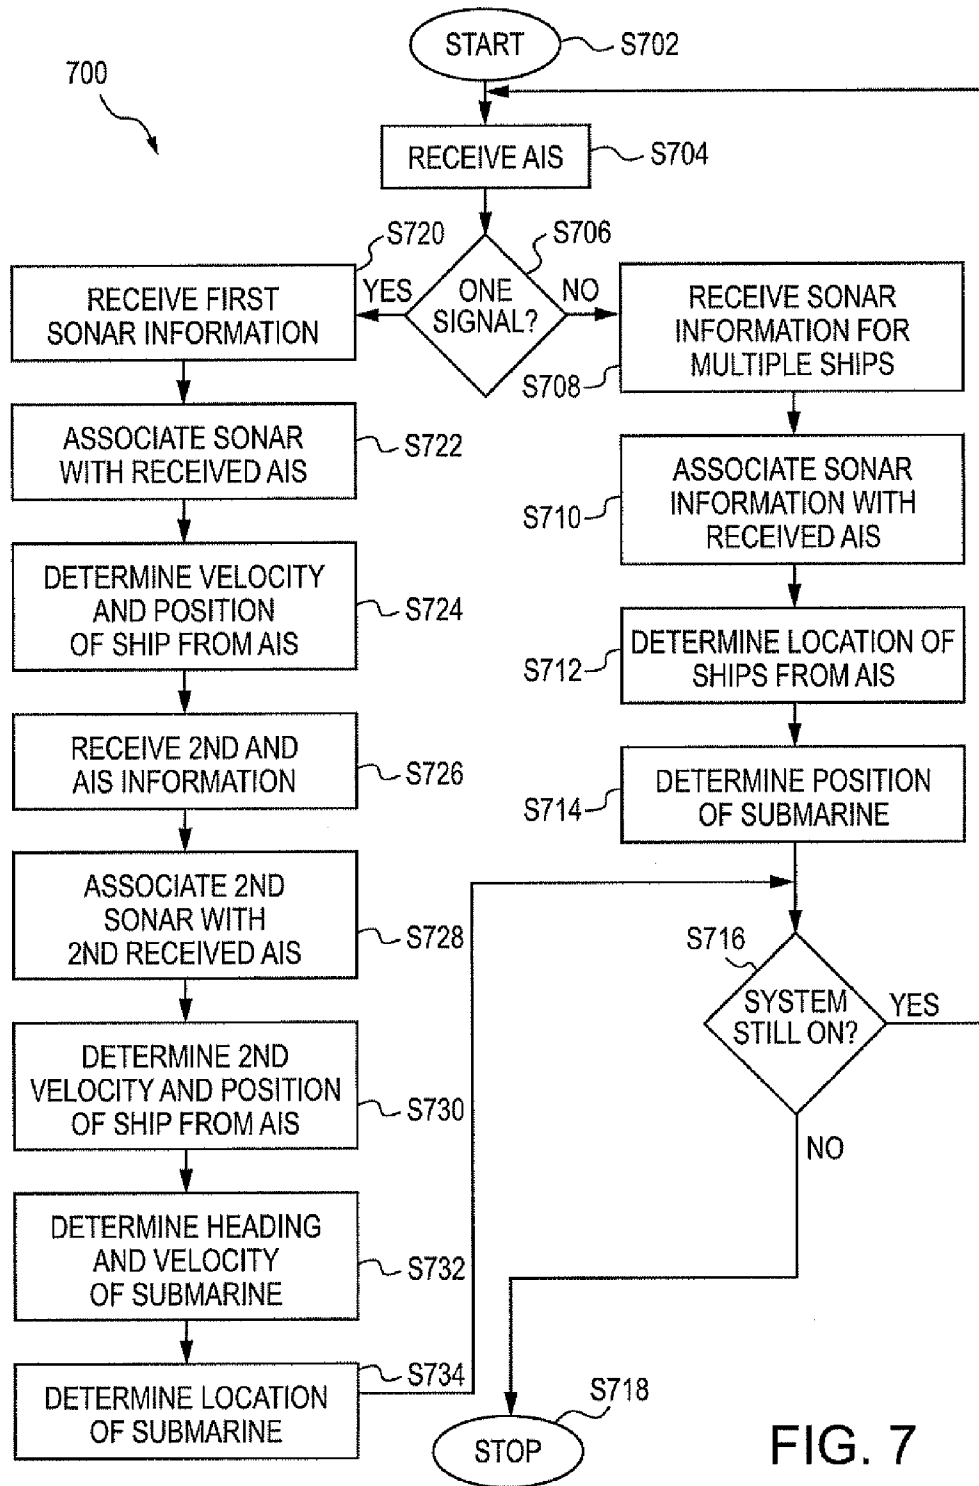 START
S702
700
RECEIVE AIS
S704
S720
S706
RECEIVE FIRST
SONAR INFORMATION
YES
ONE
SIGNAL?
NO
RECEIVE SONAR
INFORMATION FOR
MULTIPLE SHIPS
S708
ASSOCIATE SONAR
WITH RECEIVED AIS
S722
ASSOCIATE SONAR
INFORMATION WITH
RECEIVED AIS
S710
DETERMINE VELOCITY
AND POSITION
OF SHIP FROM AIS
S724
DETERMINE LOCATION OF
SHIPS FROM AIS
S712
RECEIVE 2ND AND
AIS INFORMATION
S726
DETERMINE POSITION
OF SUBMARINE
S714
ASSOCIATE 2ND
SONAR WITH
2ND RECEIVED AIS
S728
S716
SYSTEM
STILL ON?
YES
NO
DETERMINE 2ND
VELOCITY AND POSITION
OF SHIP FROM AIS
S730
DETERMINE HEADING
AND VELOCITY
OF SUBMARINE
S732
DETERMINE LOCATION
OF SUBMARINE
S734
S718
STOP
FIG. 7